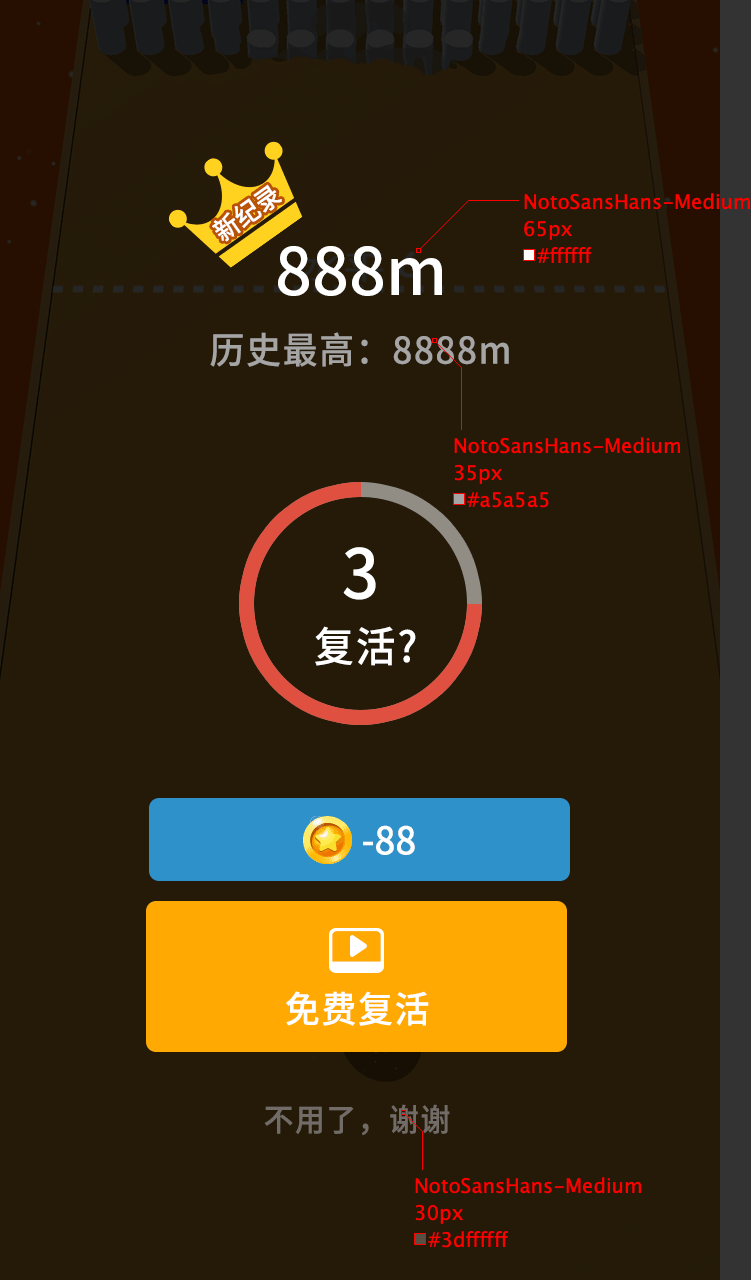 新纪录
888m
NotoSansHans-Medium
65px
#ffffff
历史最高：8888m
NotoSansHans-Medium
35px
#a5a5a5
3
复活?
-88
免费复活
不用了，谢谢
NotoSansHans-Medium
30px
#3dffffff